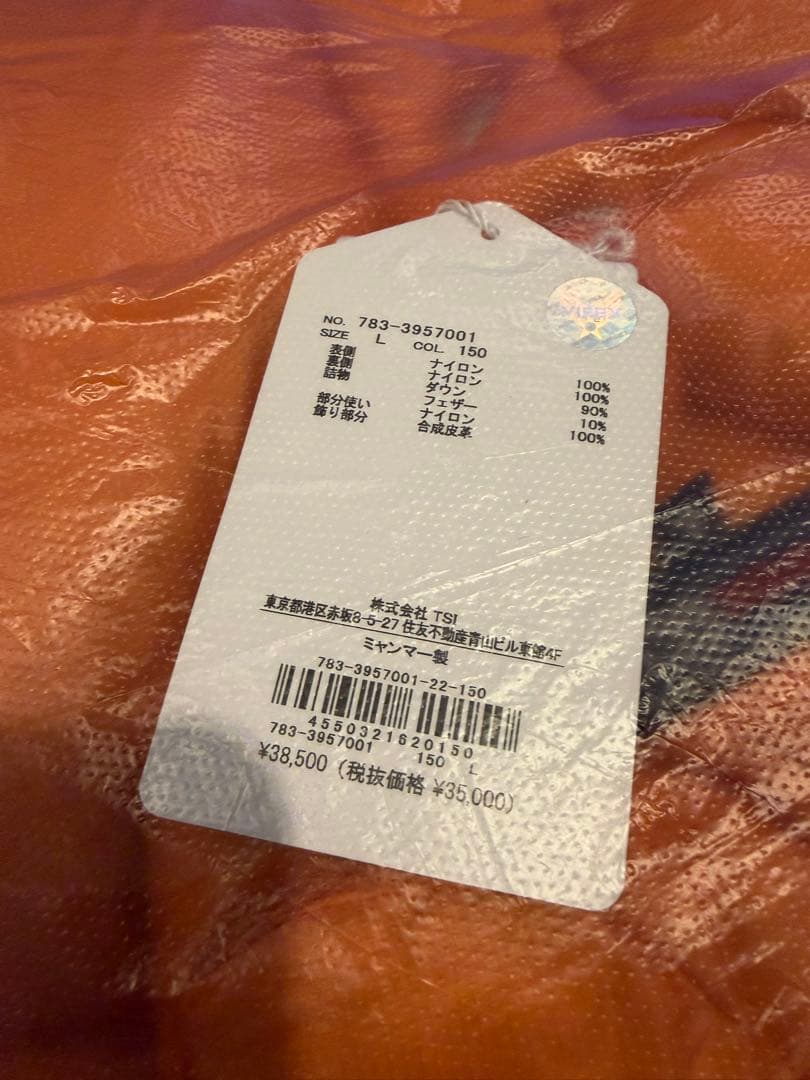 NO. 783-3957001
SIZE L COL 150
表側 ナイロン 100%
裏側 ナイロン 100%
詰物 ダウン 90%
フェザー 10%
部分使い ナイロン 100%
飾り部分 合成皮革
株式会社 TSI
東京都港区赤坂8-5-27 住友不動産青山ビル東館4F
ミャンマー製
783-3957001-22-150
4550321620150
783-3957001 150 L
¥38,500 (税抜価格 ¥35,000)